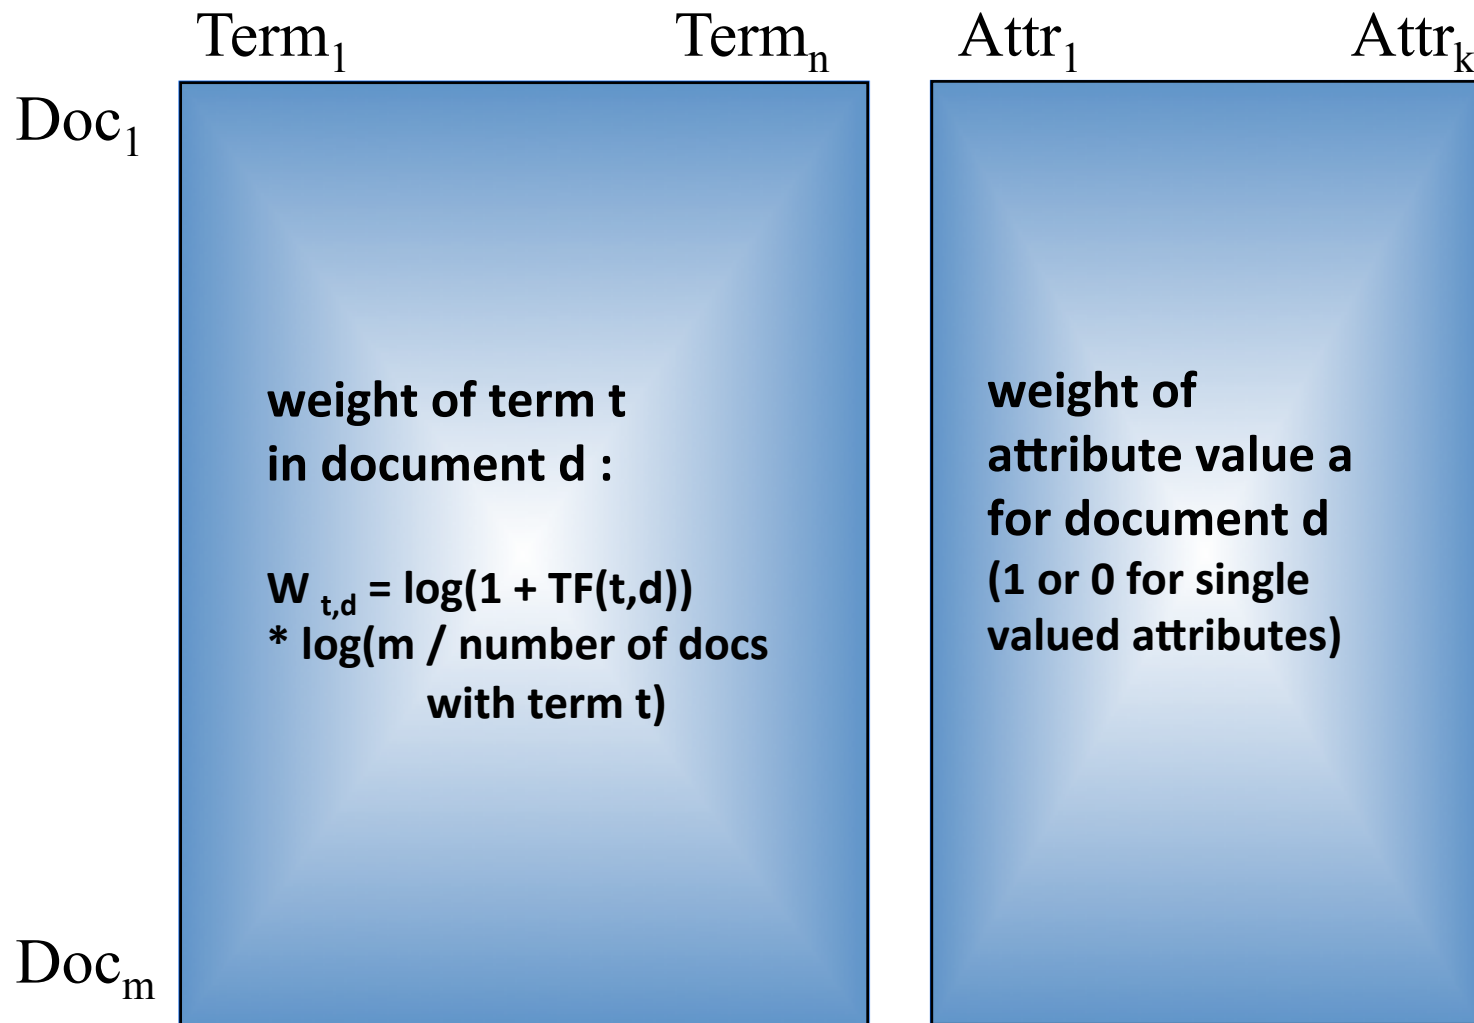 Term1 Termn Attr1 Attrk
Doc1
weight of term t
in document d :
W t,d = log(1 + TF(t,d))
* log(m / number of docs
with term t)
weight of
attribute value a
for document d
(1 or 0 for single
valued attributes)
Docm